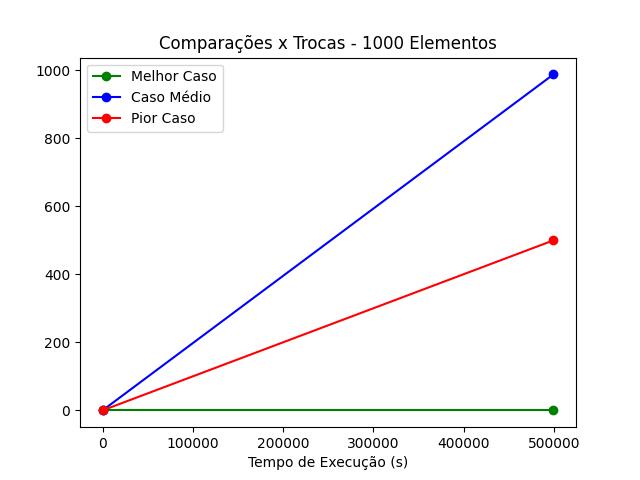 Comparações x Trocas - 1000 Elementos
1000
800
600
400
200
0
Melhor Caso
Caso Médio
Pior Caso
0 100000 200000 300000 400000 500000
Tempo de Execução (s)